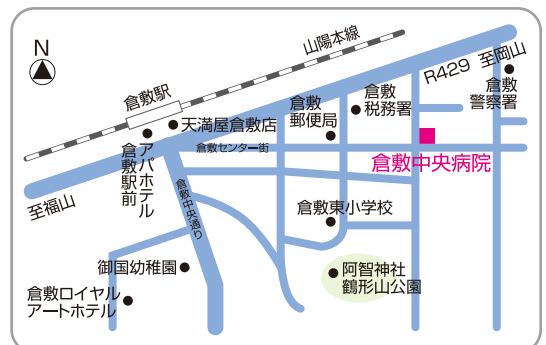 N
山陽本線
倉敷駅
R429 至岡山
倉敷
警察署
倉敷
税務署
倉敷
郵便局
天満屋倉敷店
倉敷センター街
アパホテル
倉敷駅前
倉敷中央病院
至福山
倉敷中央通り
倉敷東小学校
御国幼稚園
阿智神社
鶴形山公園
倉敷ロイヤル
アートホテル